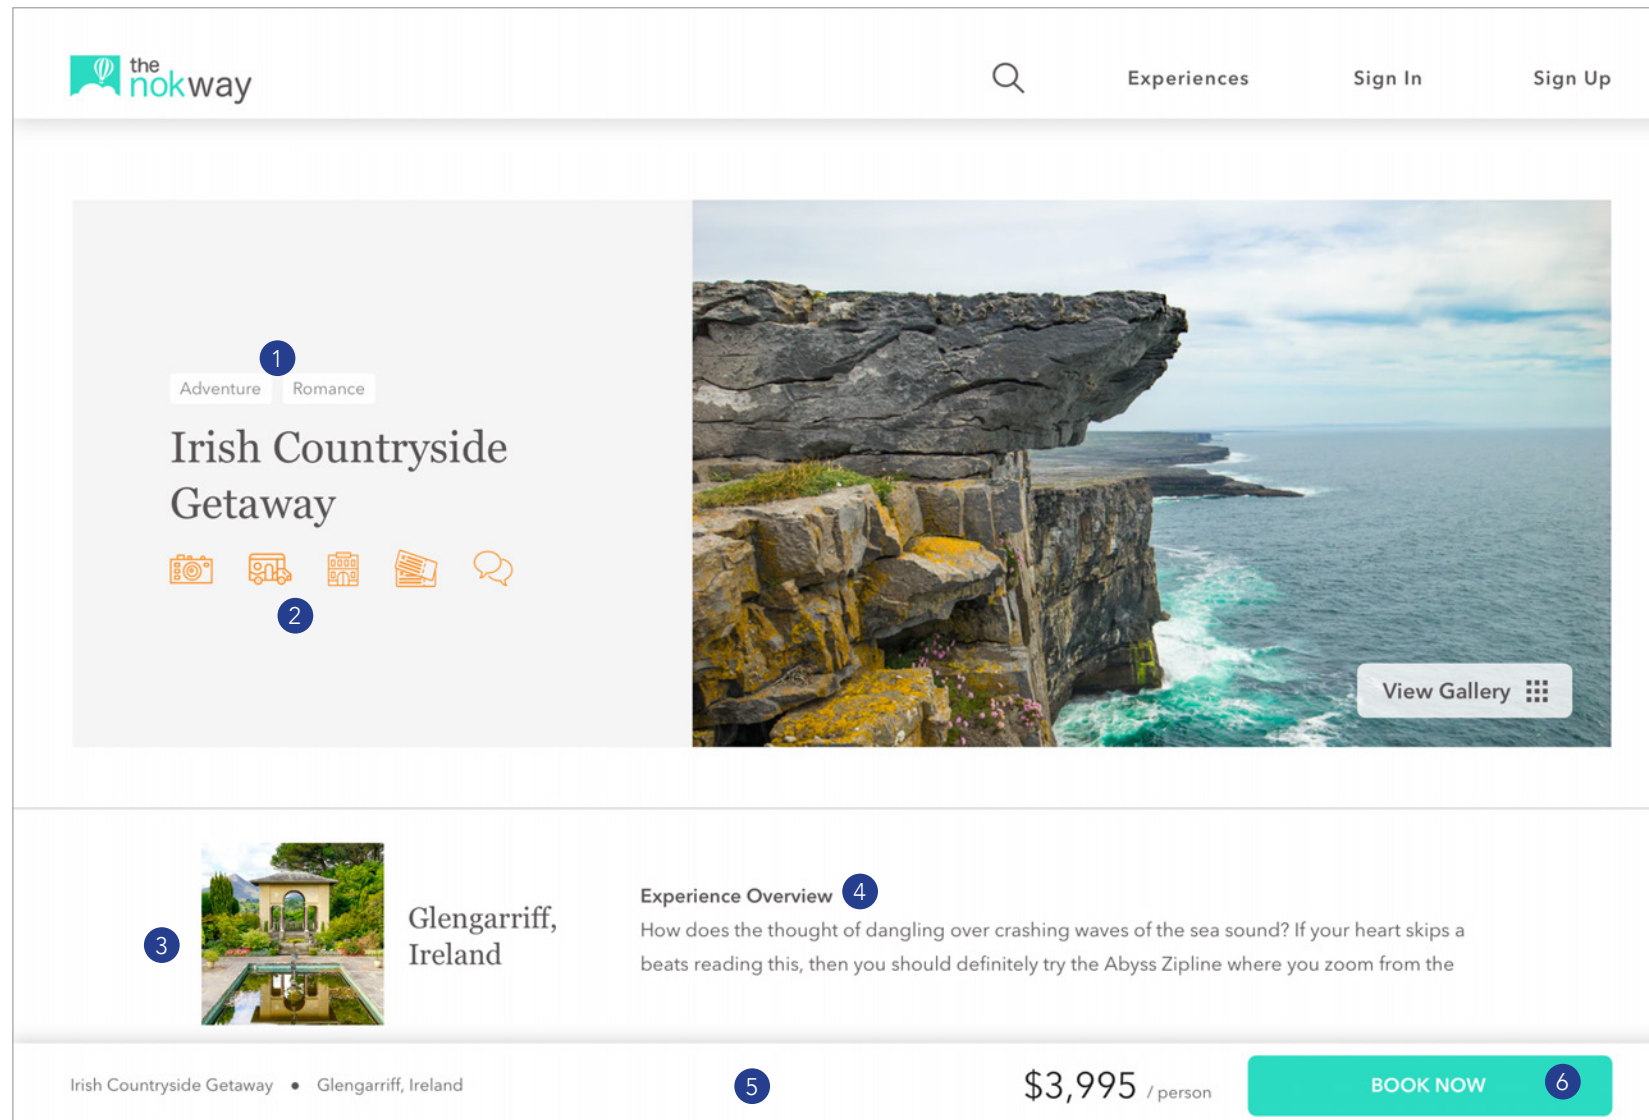 the
nokway
Experiences
Sign In
Sign Up
1
Adventure
Romance
Irish Countryside
Getaway
2
View Gallery
3
Glengarriff,
Ireland
Experience Overview 4
How does the thought of dangling over crashing waves of the sea sound? If your heart skips a
beats reading this, then you should definitely try the Abyss Zipline where you zoom from the
Irish Countryside Getaway • Glengarriff, Ireland
5
$3,995 / person
BOOK NOW 6